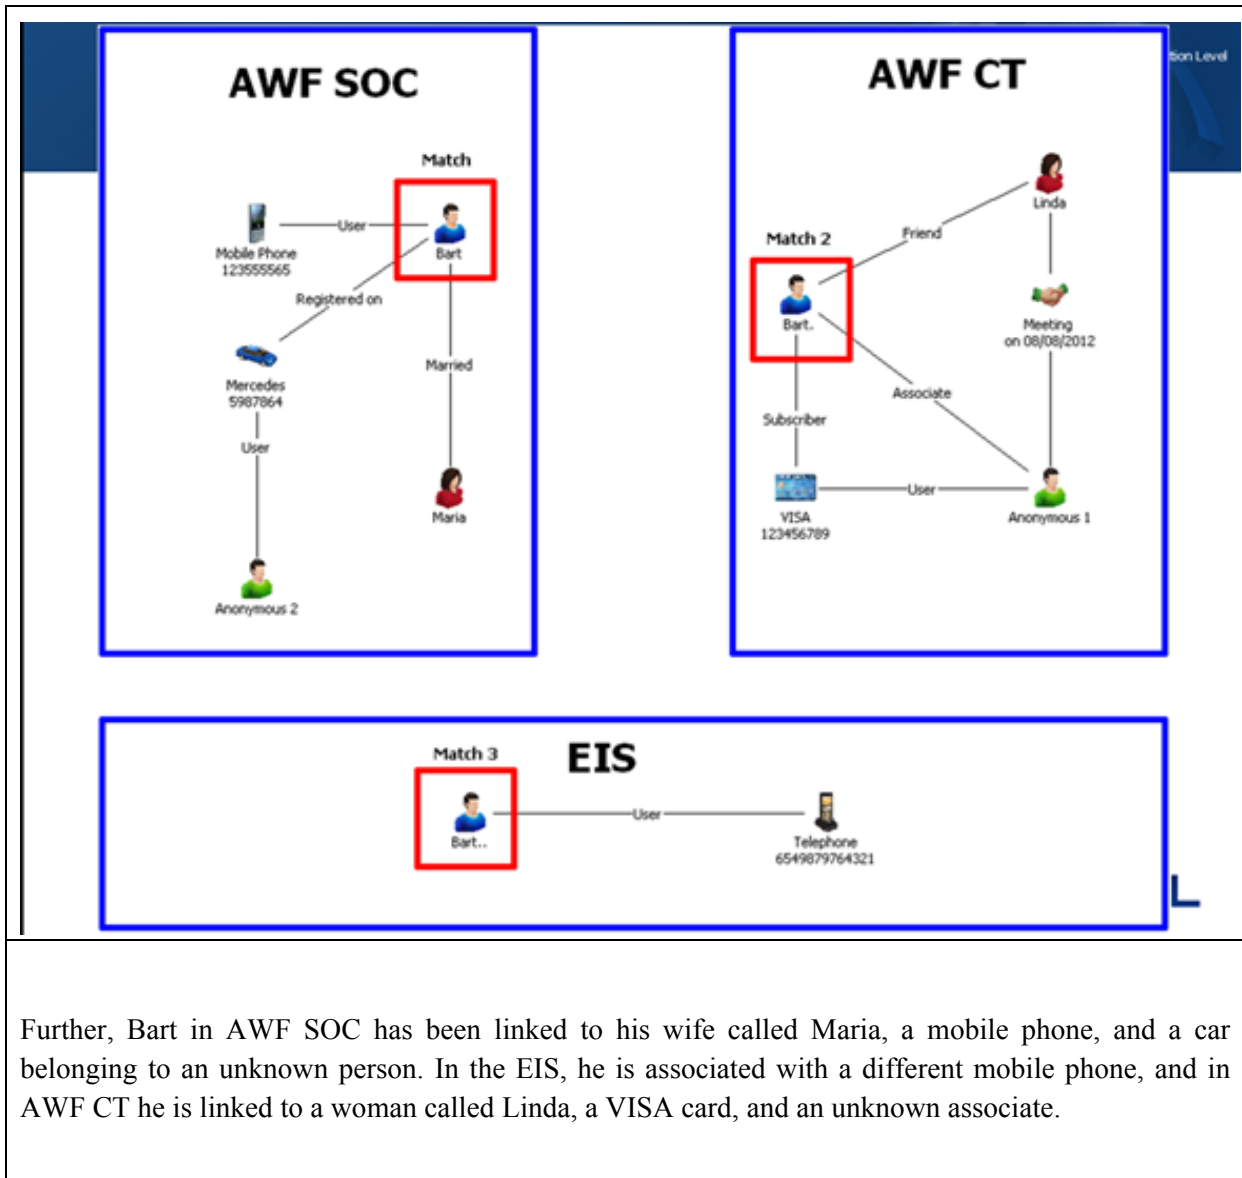 tion Level
AWF SOC
Match
User
Bart
Mobile Phone
123555565
Registered on
Mercedes
5987864
Married
User
Maria
Anonymous 2
AWF CT
Linda
Friend
Match 2
Bart.
Meeting
on 08/08/2012
Associate
Subscriber
User
VISA
123456789
Anonymous 1
EIS
Match 3
User
Bart..
Telephone
6549879764321
L
Further, Bart in AWF SOC has been linked to his wife called Maria, a mobile phone, and a car
belonging to an unknown person. In the EIS, he is associated with a different mobile phone, and in
AWF CT he is linked to a woman called Linda, a VISA card, and an unknown associate.